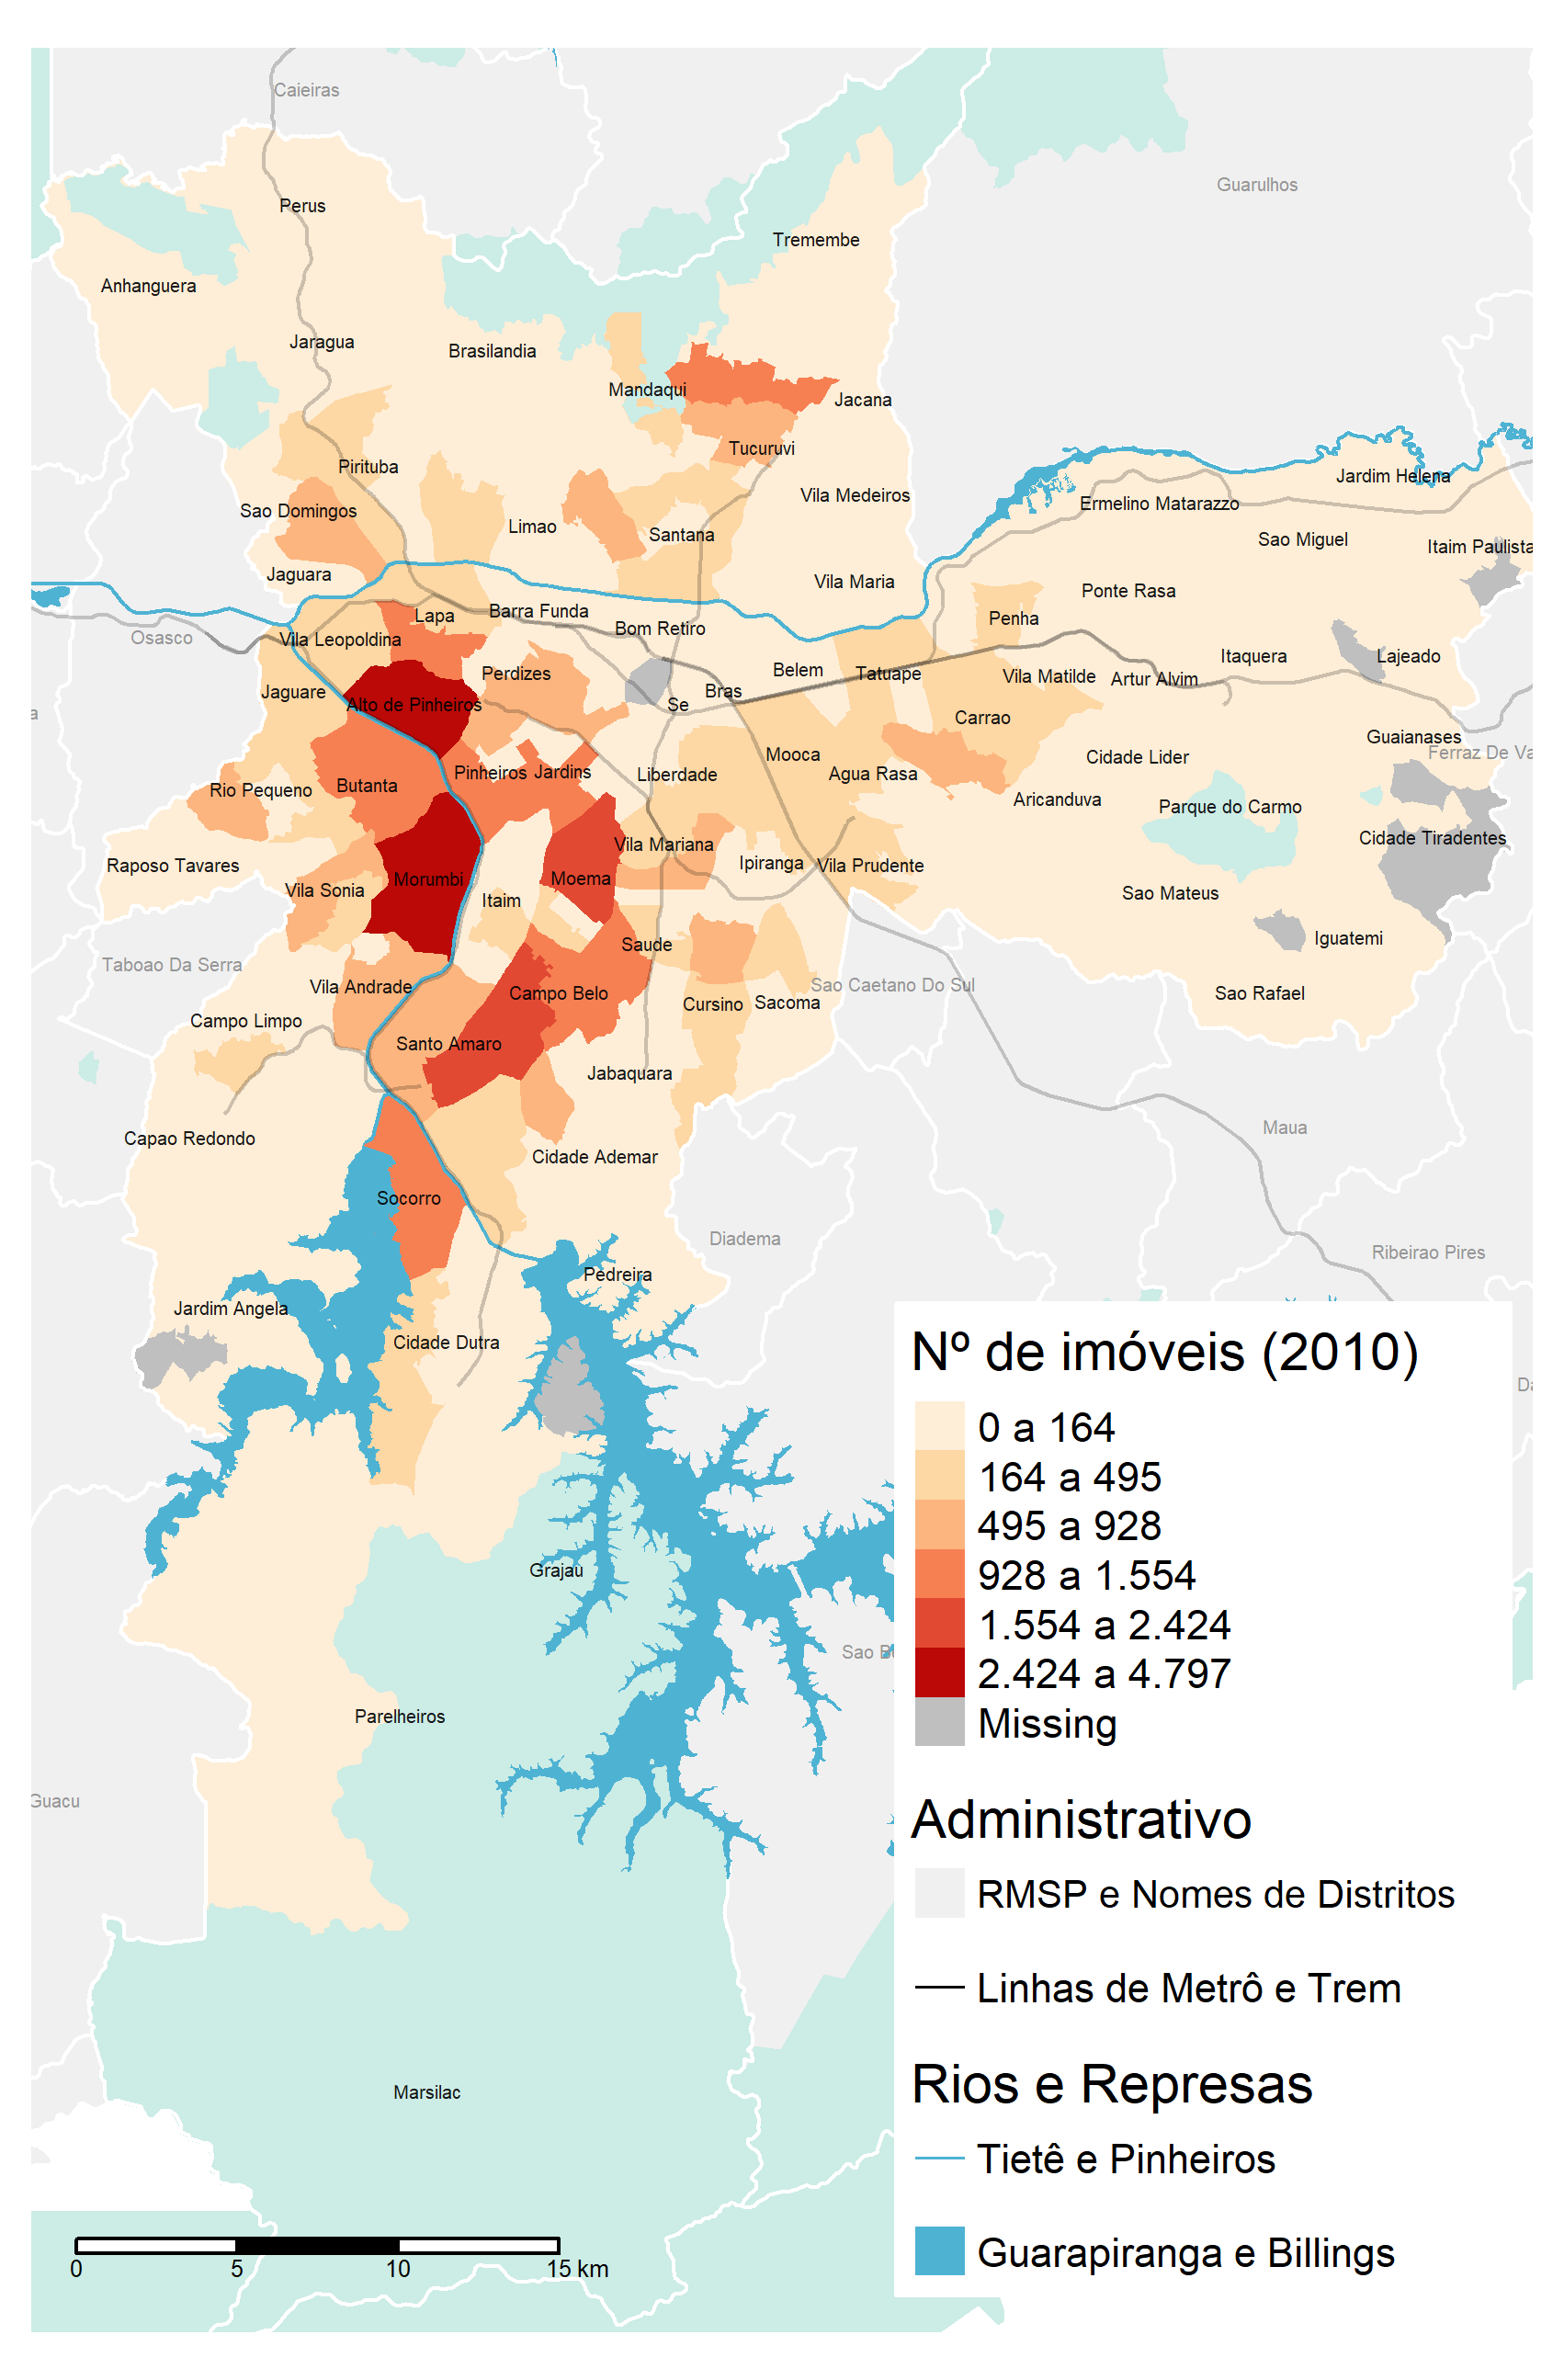 Caieiras
Guarulhos
Perus
Tremembe
Anhanguera
Jaragua
Brasilandia
Mandaqui
Jacana
Tucuruvi
Pirituba
Jardim Helena
Vila Medeiros
Ermelino Matarazzo
Sao Domingos
Limao
Santana
Sao Miguel
Itaim Paulista
Jaguara
Vila Maria
Ponte Rasa
Barra Funda
Lapa
Penha
Bom Retiro
Osasco
Vila Leopoldina
Itaquera
Lajeado
Perdizes
Belem
Tatuape
Vila Matilde
Artur Alvim
Jaguare
Bras
Alto de Pinheiros
Se
a
Carrao
Guaianases
Ferraz De Va
Mooca
Cidade Lider
Pinheiros
Jardins
Liberdade
Agua Rasa
Butanta
Rio Pequeno
Aricanduva
Parque do Carmo
Cidade Tiradentes
Vila Mariana
Ipiranga
Vila Prudente
Raposo Tavares
Morumbi
Moema
Vila Sonia
Itaim
Sao Mateus
Iguatemi
Saude
Taboao Da Serra
Vila Andrade
Campo Belo
Sao Caetano Do Sul
Sao Rafael
Cursino
Sacoma
Campo Limpo
Santo Amaro
Jabaquara
Maua
Capao Redondo
Cidade Ademar
Socorro
Diadema
Ribeirao Pires
Pedreira
Jardim Angela
Cidade Dutra
Nº de imóveis (2010)
0 a 164
164 a 495
495 a 928
928 a 1.554
1.554 a 2.424
2.424 a 4.797
Missing
Grajau
Sao B
Parelheiros
Guacu
Administrativo
RMSP e Nomes de Distritos
Linhas de Metrô e Trem
Rios e Represas
Tietê e Pinheiros
Guarapiranga e Billings
Marsilac
0 5 10 15 km